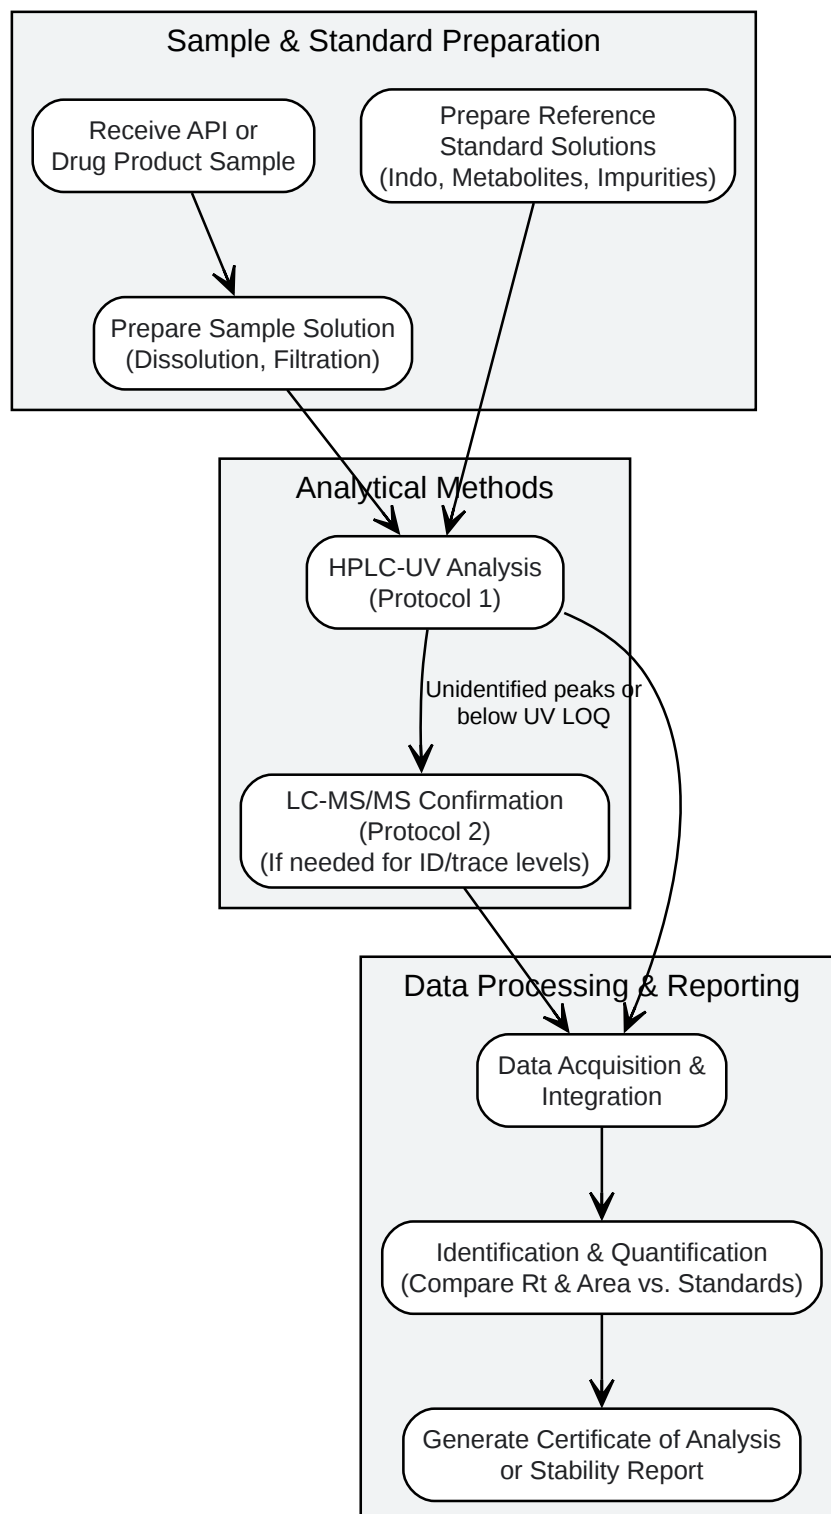 Sample & Standard Preparation
Receive API or
Drug Product Sample
Prepare Reference
Standard Solutions
(Indo, Metabolites, Impurities)
Prepare Sample Solution
(Dissolution, Filtration)
Analytical Methods
HPLC-UV Analysis
(Protocol 1)
Unidentified peaks or
below UV LOQ
LC-MS/MS Confirmation
(Protocol 2)
(If needed for ID/trace levels)
Data Processing & Reporting
Data Acquisition &
Integration
Identification & Quantification
(Compare Rt & Area vs. Standards)
Generate Certificate of Analysis
or Stability Report